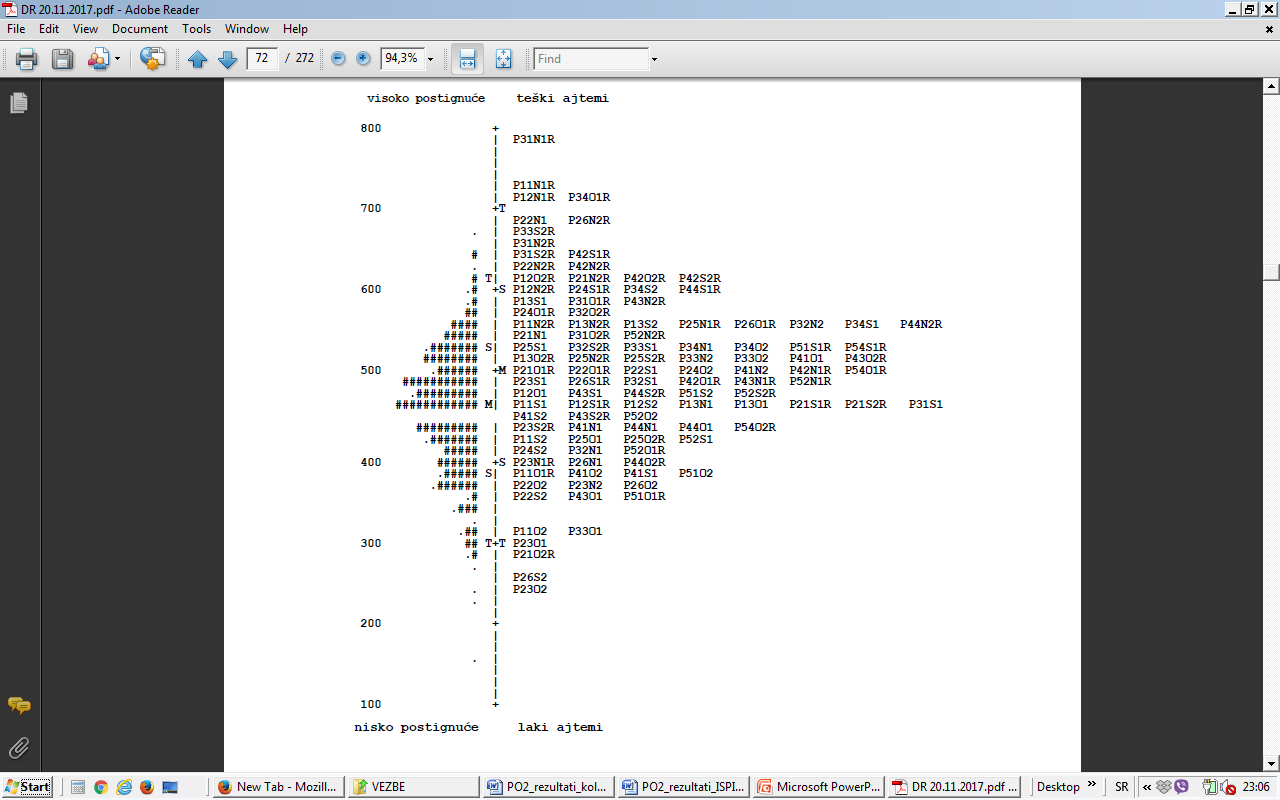 DR 20.11.2017.pdf - Adobe Reader
File Edit View Document Tools Window Help
72 / 272 94,3% Find
visoko postignuće teški ajtemi
800 +
| P31N1R
|
|
|
| P11N1R
| P12N1R P34O1R
700 +T
| P22N1 P26N2R
. | P33S2R
| P31N2R
# | P31S2R P42S1R
. | P22N2R P42N2R
# T| P12O2R P21N2R P42O2R P42S2R
600 .# +S P12N2R P24S1R P34S2 P44S1R
.# | P13S1 P31O1R P43N2R
## | P24O1R P32O2R
#### | P11N2R P13N2R P13S2 P25N1R P26O1R P32N2 P34S1 P44N2R
##### | P21N1 P31O2R P52N2R
.####### S| P25S1 P32S2R P33S1 P34N1 P34O2 P51S1R P54S1R
######## | P13O2R P25N2R P25S2R P33N2 P33O2 P41O1 P43O2R
500 .###### +M P21O1R P22O1R P22S1 P24O2 P41N2 P42N1R P54O1R
########### | P23S1 P26S1R P32S1 P42O1R P43N1R P52N1R
.######### | P12O1 P43S1 P44S2R P51S2 P52S2R
############ M| P11S1 P12S1R P12S2 P13N1 P13O1 P21S1R P21S2R P31S1
P41S2 P43S2R P52O2
######### | P23S2R P41N1 P44N1 P44O1 P54O2R
.####### | P11S2 P25O1 P25O2R P52S1
##### | P24S2 P32N1 P52O1R
400 ###### +S P23N1R P26N1 P44O2R
.##### S| P11O1R P41O2 P41S1 P51O2
.###### | P22O2 P23N2 P26O2
.# | P22S2 P43O1 P51O1R
.### |
. |
.## | P11O2 P33O1
300 ## T+T P23O1
.# | P21O2R
. |
| P26S2
. | P23O2
. |
|
200 +
|
|
. |
|
|
|
100 +
nisko postignuće laki ajtemi
Start New Tab - Mozill... VEZBE PO2_rezultati_kol... PO2_rezultati_ISPI... Microsoft PowerP... DR 20.11.2017.pdf ... Desktop » SR « 23:06